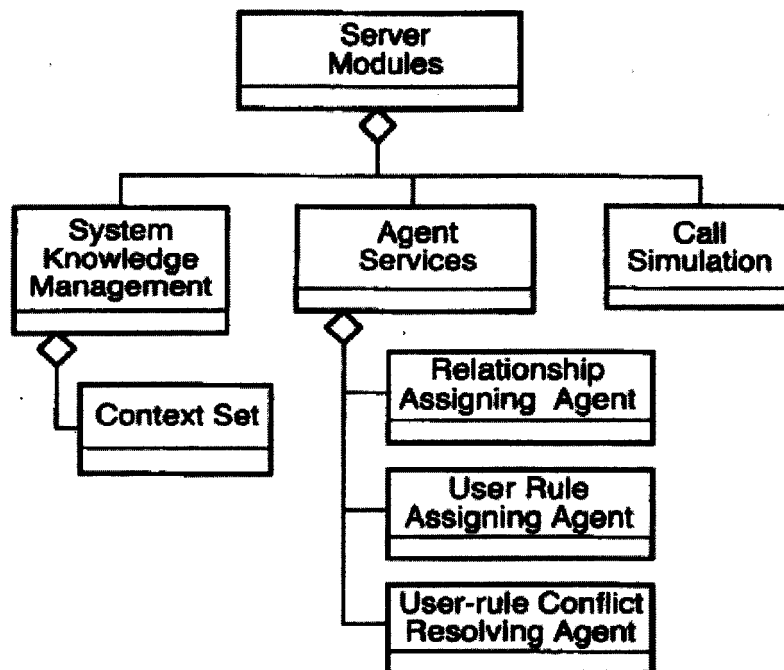 Server
Modules
System
Knowledge
Management
Agent
Services
Call
Simulation
Context Set
Relationship
Assigning Agent
User Rule
Assigning Agent
User-rule Conflict
Resolving Agent